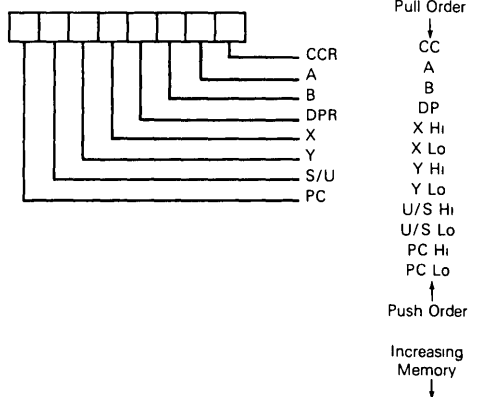 CCR
A
B
DPR
X
Y
S/U
PC
Pull Order
CC
A
B
DP
X Hi
X Lo
Y Hi
Y Lo
U/S Hi
U/S Lo
PC Hi
PC Lo
Push Order
Increasing
Memory